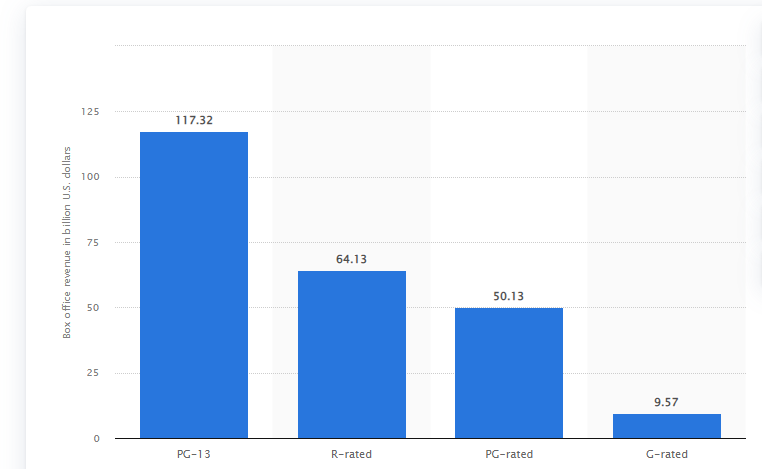 Box office revenue in billion U.S. dollars
125
100
75
50
25
0
117.32
64.13
50.13
9.57
PG-13
R-rated
PG-rated
G-rated